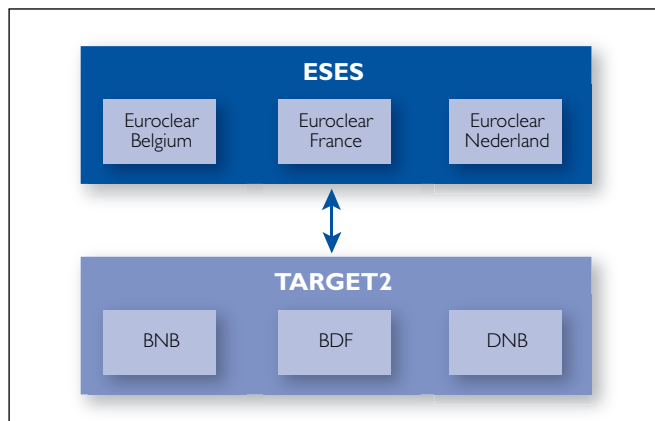 ESES
Euroclear
Belgium
Euroclear
France
Euroclear
Nederland
TARGET2
BNB
BDF
DNB